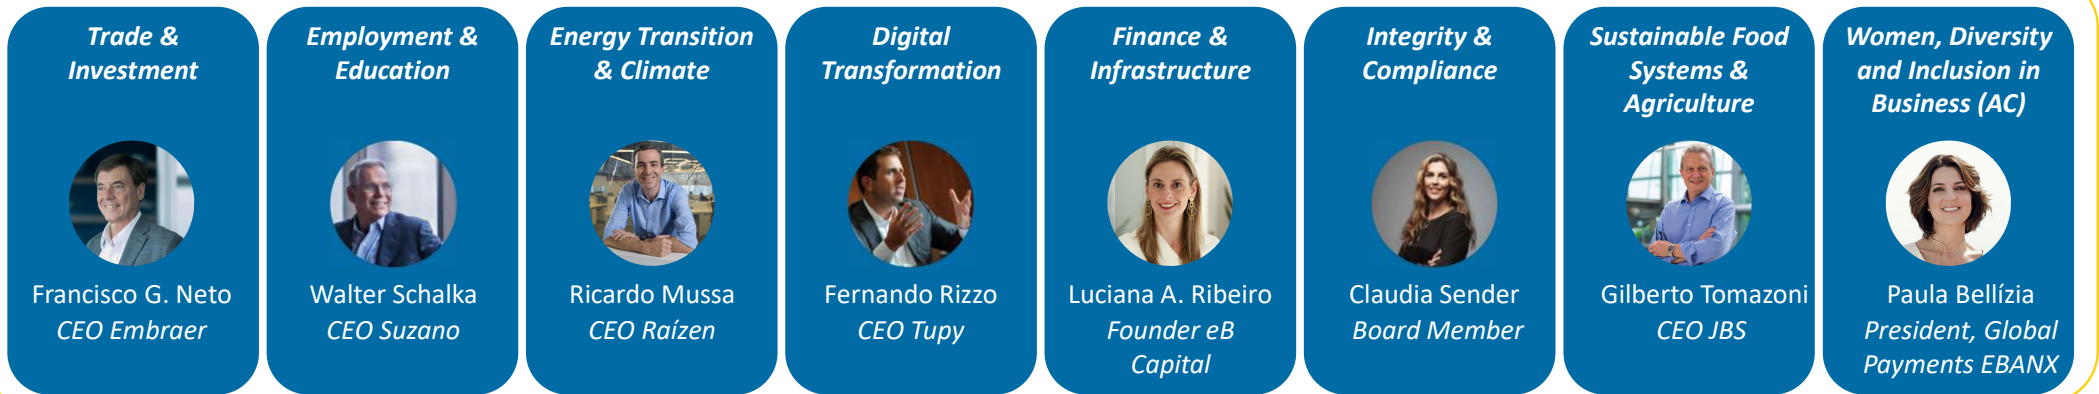 Trade &
Investment
Francisco G. Neto
CEO Embraer
Employment &
Education
Walter Schalka
CEO Suzano
Energy Transition
& Climate
Ricardo Mussa
CEO Raízen
Digital
Transformation
Fernando Rizzo
CEO Tupy
Finance &
Infrastructure
Luciana A. Ribeiro
Founder eB
Capital
Integrity &
Compliance
Claudia Sender
Board Member
Sustainable Food
Systems &
Agriculture
Gilberto Tomazoni
CEO JBS
Women, Diversity
and Inclusion in
Business (AC)
Paula Bellízia
President, Global
Payments EBANX